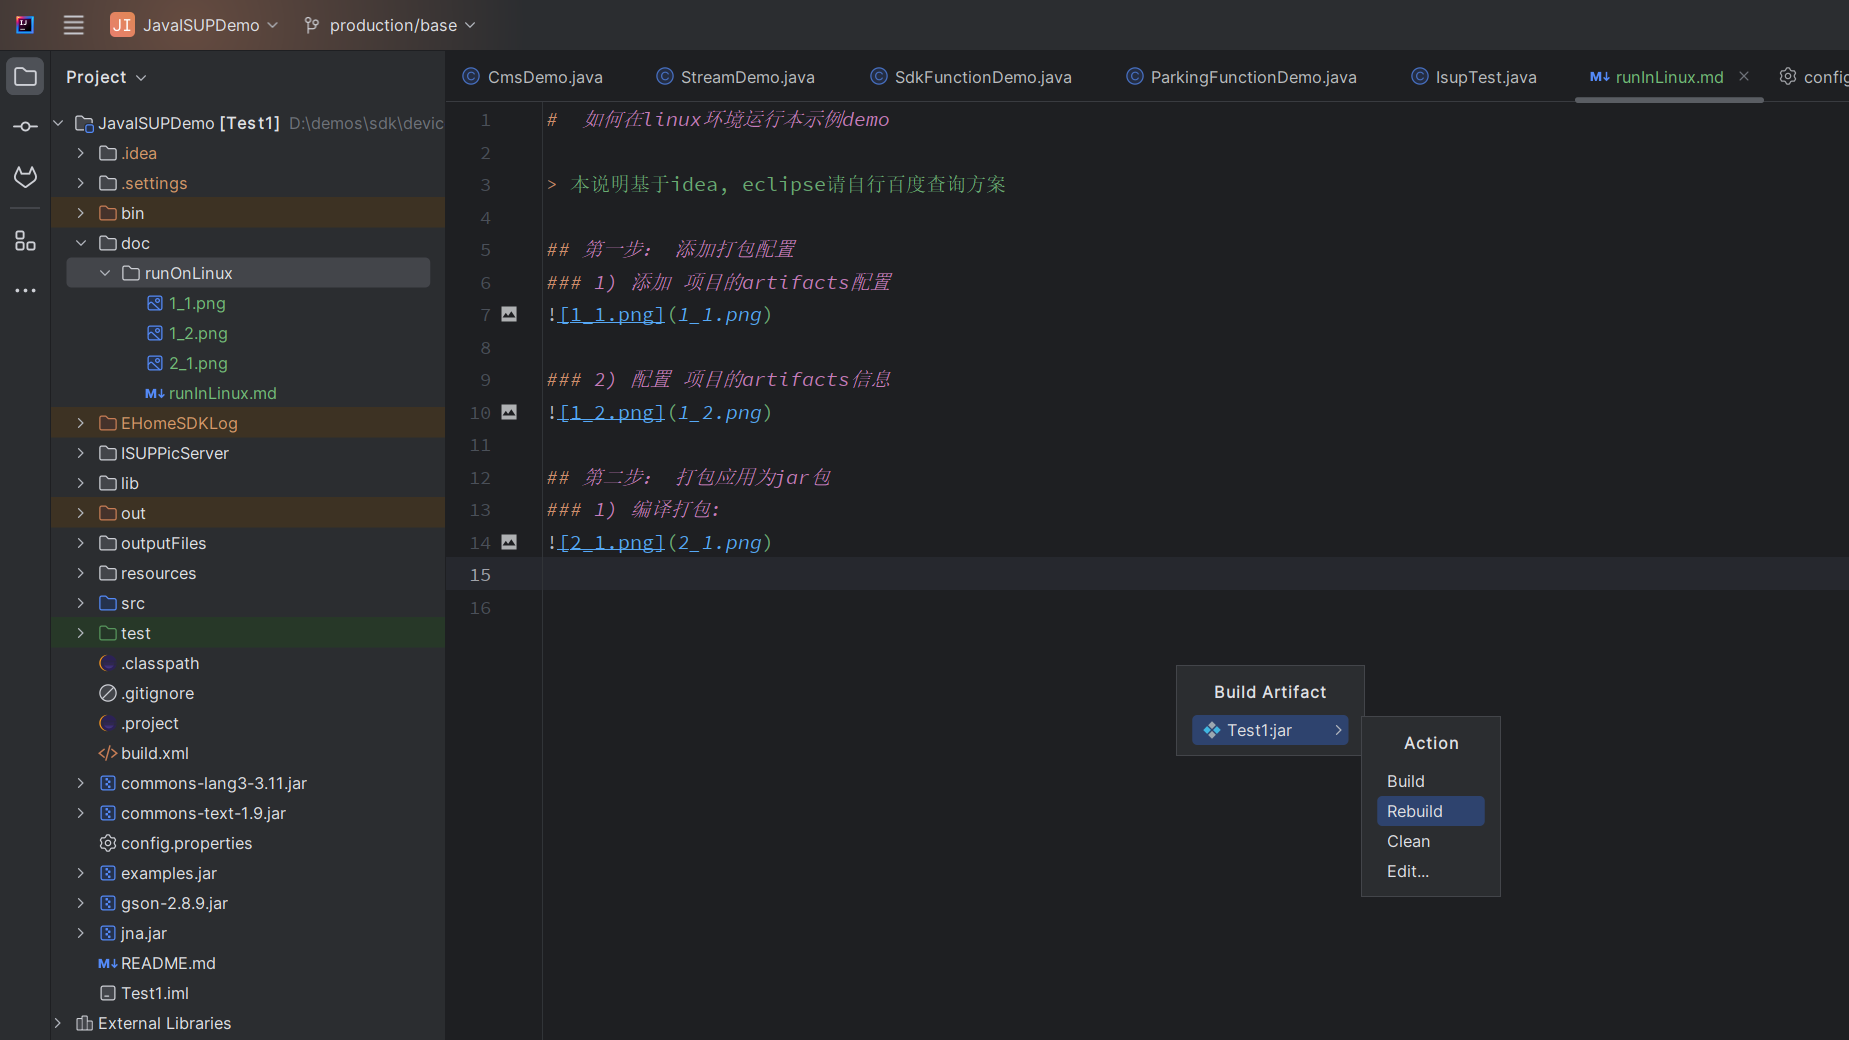 JI JavaISUPDemo production/base
Project
JavaISUPDemo [Test1] D:\demos\sdk\devic
.idea
.settings
bin
doc
runOnLinux
1_1.png
1_2.png
2_1.png
M↓ runInLinux.md
EHomeSDKLog
ISUPPicServer
lib
out
outputFiles
resources
src
test
.classpath
.gitignore
.project
</> build.xml
commons-lang3-3.11.jar
commons-text-1.9.jar
config.properties
examples.jar
gson-2.8.9.jar
jna.jar
M↓ README.md
Test1.iml
External Libraries
CmsDemo.java StreamDemo.java SdkFunctionDemo.java ParkingFunctionDemo.java IsupTest.java M↓ runInLinux.md config
1 # 如何在linux环境运行本示例demo
2
3 > 本说明基于idea, eclipse请自行百度查询方案
4
5 ## 第一步： 添加打包配置
6 ### 1) 添加 项目的artifacts配置
7 ![1_1.png](1_1.png)
8
9 ### 2) 配置 项目的artifacts信息
10 ![1_2.png](1_2.png)
11
12 ## 第二步： 打包应用为jar包
13 ### 1) 编译打包:
14 ![2_1.png](2_1.png)
15
16
Build Artifact
Test1:jar
Action
Build
Rebuild
Clean
Edit...